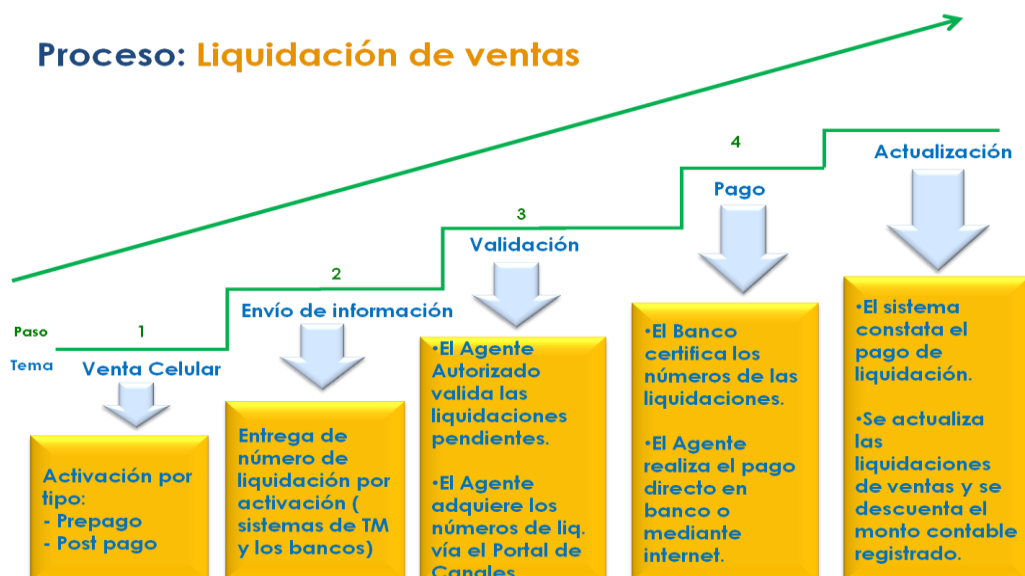 Proceso: Liquidación de ventas
Paso
Tema
1
Venta Celular
Activación por
tipo:
- Prepago
- Post pago
2
Envío de información
Entrega de
número de
liquidación por
activación (
sistemas de TM
y los bancos)
3
Validación
•El Agente
Autorizado
valida las
liquidaciones
pendientes.
•El Agente
adquiere los
números de liq.
vía el Portal de
Canales
4
Pago
•El Banco
certifica los
números de las
liquidaciones.
•El Agente
realiza el pago
directo en
banco o
mediante
internet.
Actualización
•El sistema
constata el
pago de
liquidación.
•Se actualiza
las
liquidaciones
de ventas y se
descuenta el
monto contable
registrado.